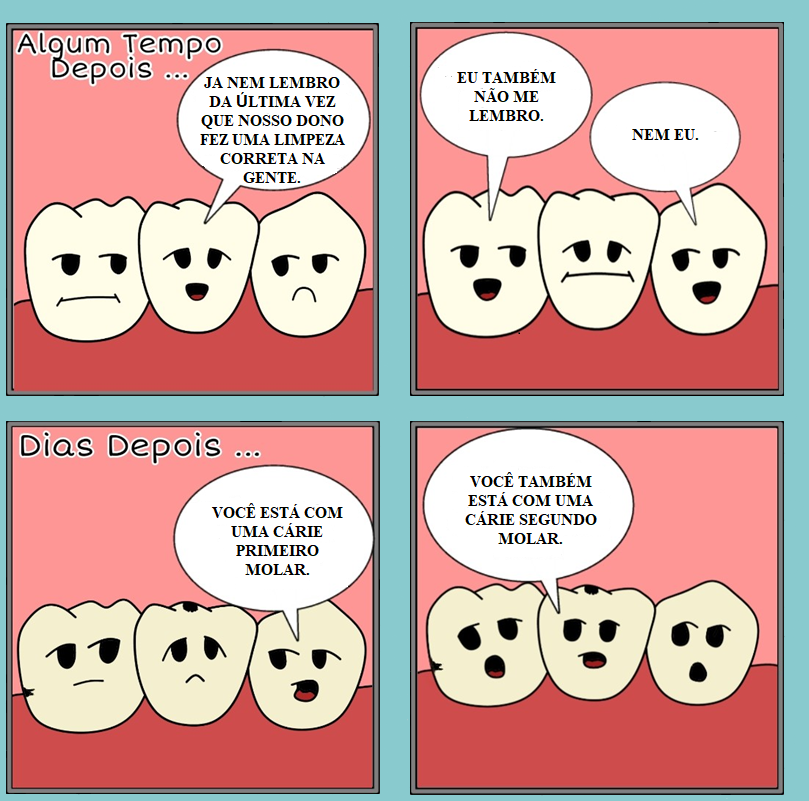 Algum Tempo
Depois ...
JA NEM LEMBRO
DA ÚLTIMA VEZ
QUE NOSSO DONO
FEZ UMA LIMPEZA
CORRETA NA
GENTE.
EU TAMBÉM
NÃO ME
LEMBRO.
NEM EU.
Dias Depois ...
VOCÊ ESTÁ COM
UMA CÁRIE
PRIMEIRO
MOLAR.
VOCÊ TAMBÉM
ESTÁ COM UMA
CÁRIE SEGUNDO
MOLAR.